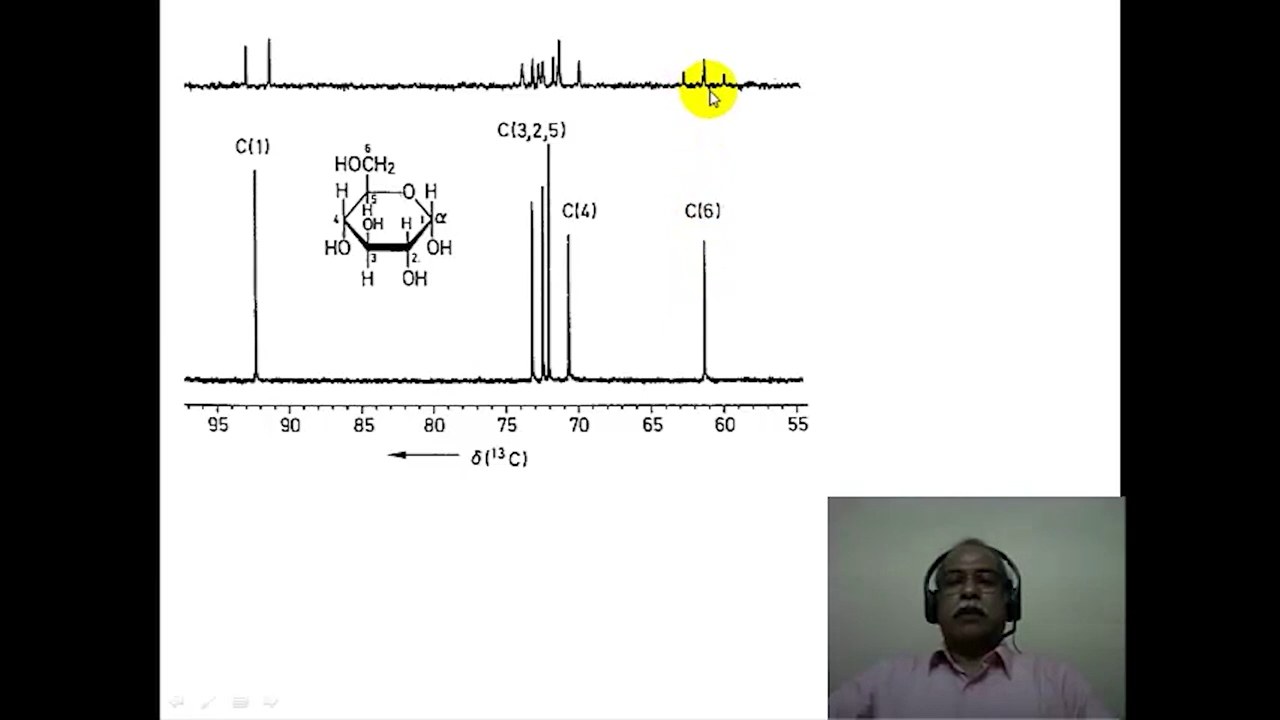 C(1)
C(3,2,5)
C(4)
C(6)
6
HOCH₂
H O H
5
H
4 OH H 1 α
HO 3 2 OH
H OH
95 90 85 80 75 70 65 60 55
← δ(¹³C)